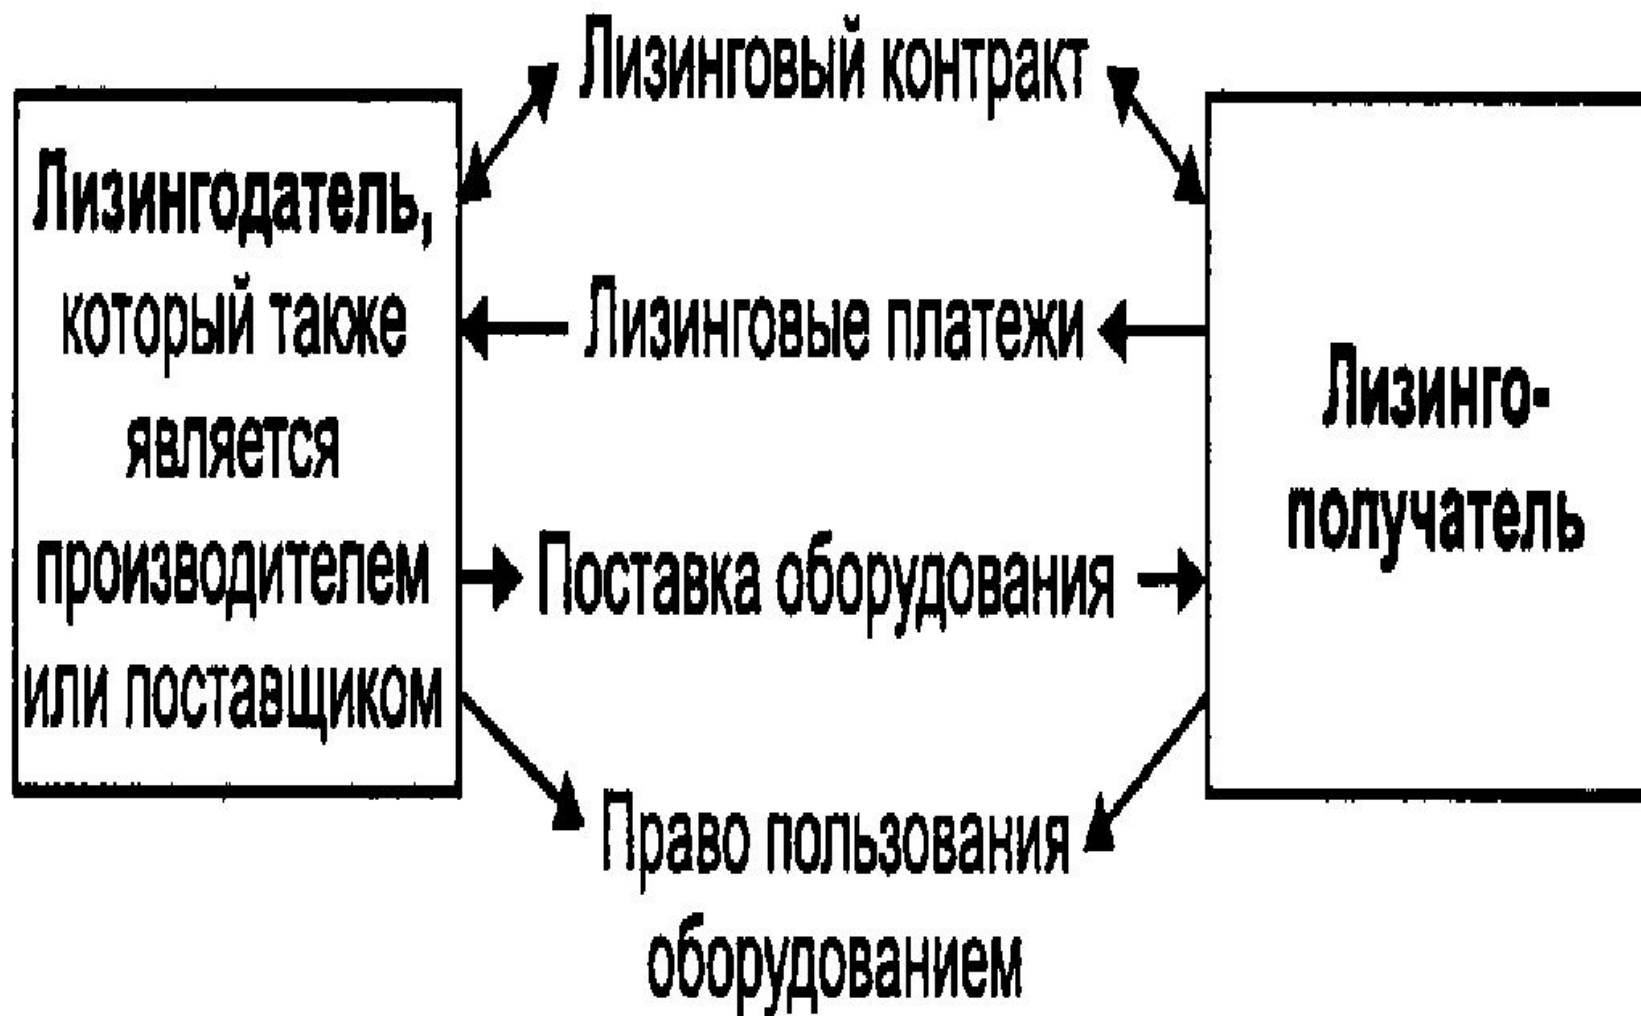 Лизинговый контракт
Лизингодатель,
который также
является
производителем
или поставщиком
Лизинговые платежи
Поставка оборудования
Право пользования
оборудованием
Лизинго-
получатель